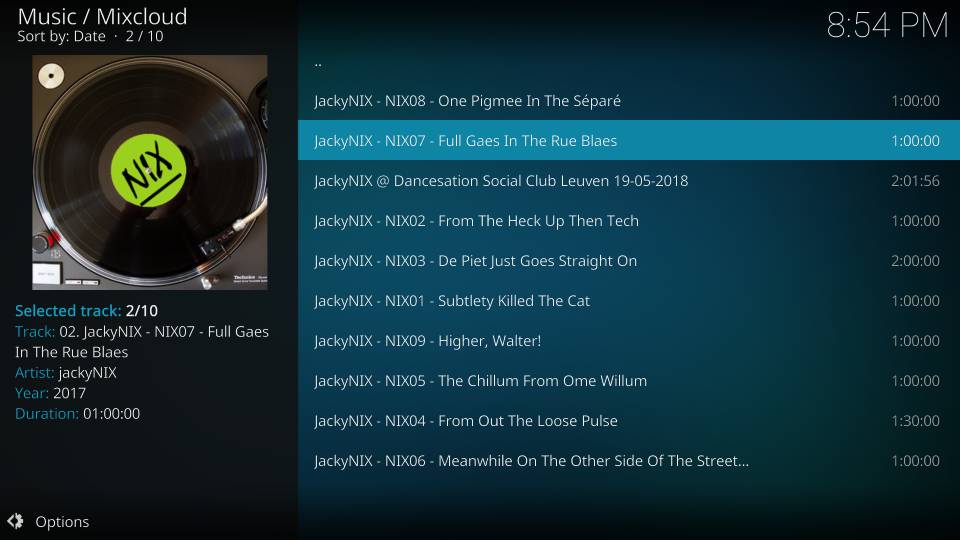 Music / Mixcloud
Sort by: Date · 2 / 10
8:54 PM
NIX
Technics
Selected track: 2/10
Track: 02. JackyNIX - NIX07 - Full Gaes
In The Rue Blaes
Artist: jackyNIX
Year: 2017
Duration: 01:00:00
Options
..
JackyNIX - NIX08 - One Pigmee In The Séparé 1:00:00
JackyNIX - NIX07 - Full Gaes In The Rue Blaes 1:00:00
JackyNIX @ Dancesation Social Club Leuven 19-05-2018 2:01:56
JackyNIX - NIX02 - From The Heck Up Then Tech 1:00:00
JackyNIX - NIX03 - De Piet Just Goes Straight On 2:00:00
JackyNIX - NIX01 - Subtlety Killed The Cat 1:00:00
JackyNIX - NIX09 - Higher, Walter! 1:00:00
JackyNIX - NIX05 - The Chillum From Ome Willum 1:00:00
JackyNIX - NIX04 - From Out The Loose Pulse 1:30:00
JackyNIX - NIX06 - Meanwhile On The Other Side Of The Street... 1:00:00